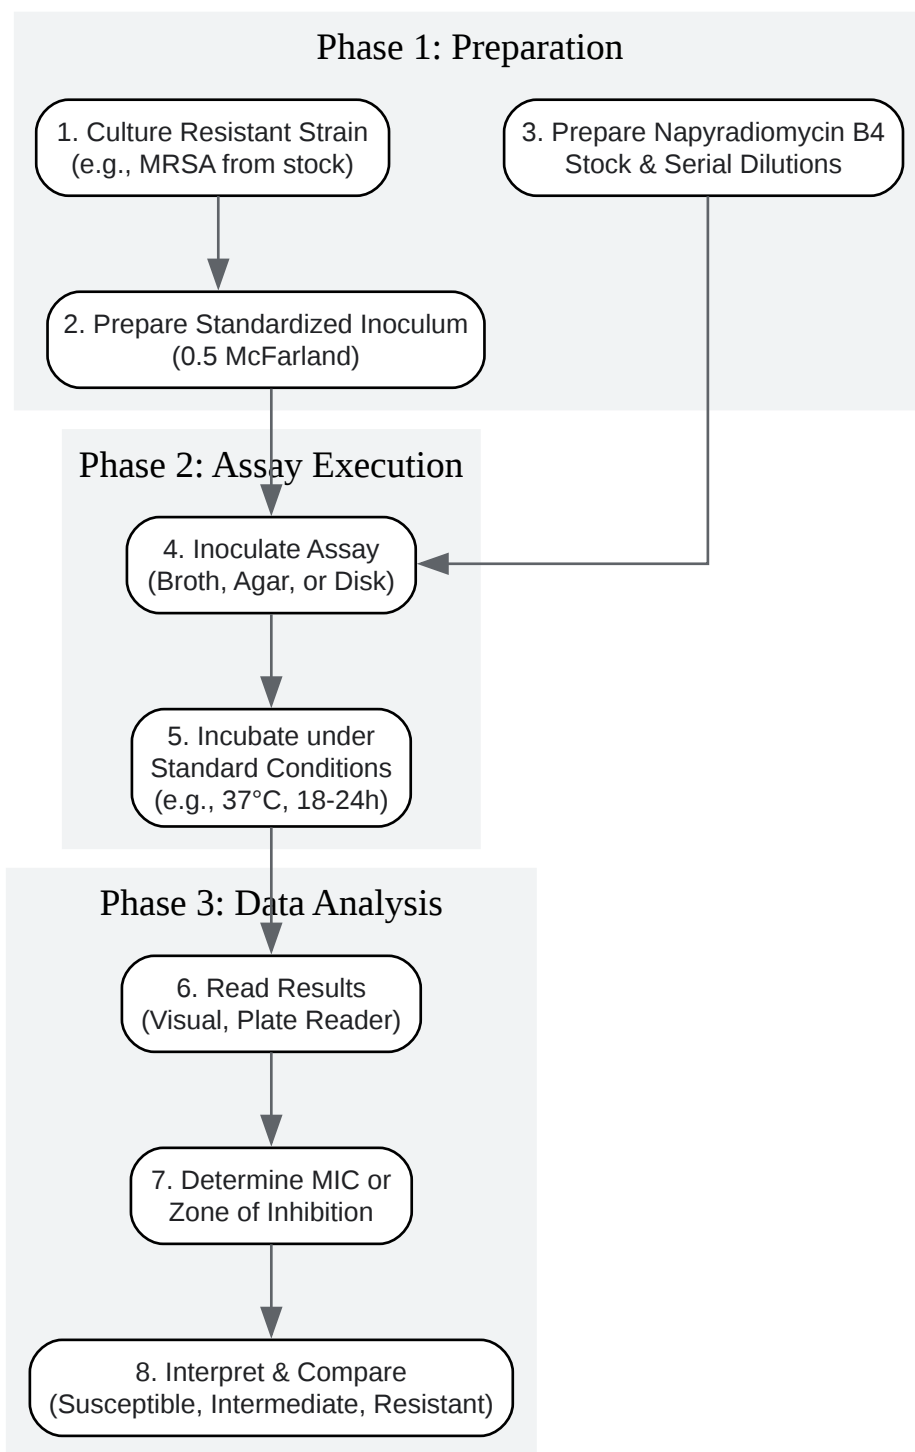 Phase 1: Preparation
1. Culture Resistant Strain
(e.g., MRSA from stock)
3. Prepare Napyradiomycin B4
Stock & Serial Dilutions
2. Prepare Standardized Inoculum
(0.5 McFarland)
Phase 2: Assay Execution
4. Inoculate Assay
(Broth, Agar, or Disk)
5. Incubate under
Standard Conditions
(e.g., 37°C, 18-24h)
Phase 3: Data Analysis
6. Read Results
(Visual, Plate Reader)
7. Determine MIC or
Zone of Inhibition
8. Interpret & Compare
(Susceptible, Intermediate, Resistant)